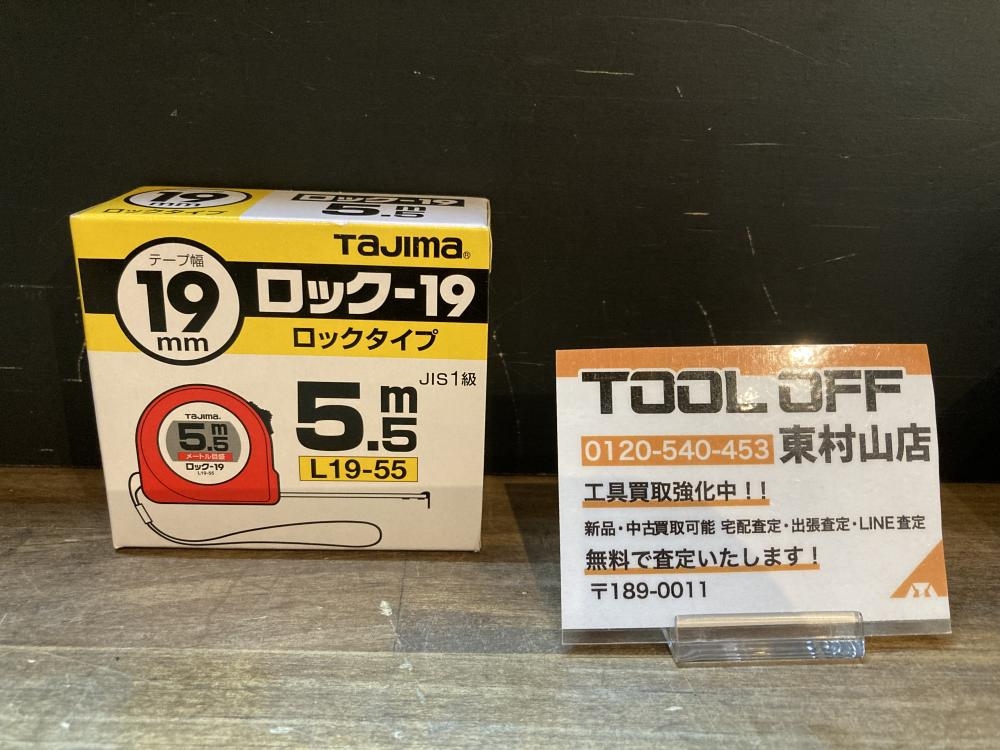 19
mm
ロックタイプ
ロック-19
5.5m
TaJima®
テープ幅
19
mm
ロック-19
ロックタイプ
JIS1級
5.5m
L19-55
TaJima
5.5m
メートル目盛
ロック-19
L19-55
TOOL OFF
0120-540-453 東村山店
工具買取強化中!!
新品・中古買取可能 宅配査定・出張査定・LINE査定
無料で査定いたします!
〒189-0011